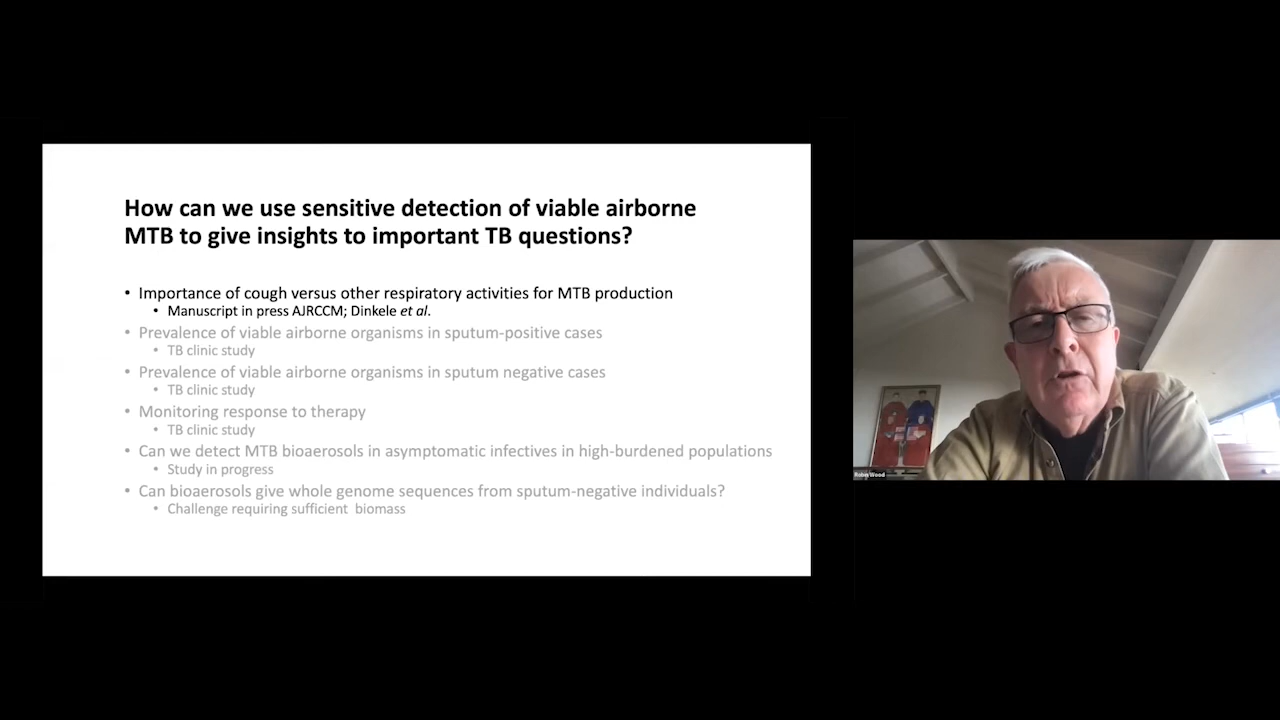 How can we use sensitive detection of viable airborne
MTB to give insights to important TB questions?
• Importance of cough versus other respiratory activities for MTB production
• Manuscript in press AJRCCM; Dinkele et al.
• Prevalence of viable airborne organisms in sputum-positive cases
• TB clinic study
• Prevalence of viable airborne organisms in sputum negative cases
• TB clinic study
• Monitoring response to therapy
• TB clinic study
• Can we detect MTB bioaerosols in asymptomatic infectives in high-burdened populations
• Study in progress
• Can bioaerosols give whole genome sequences from sputum-negative individuals?
• Challenge requiring sufficient biomass
Robin Wood